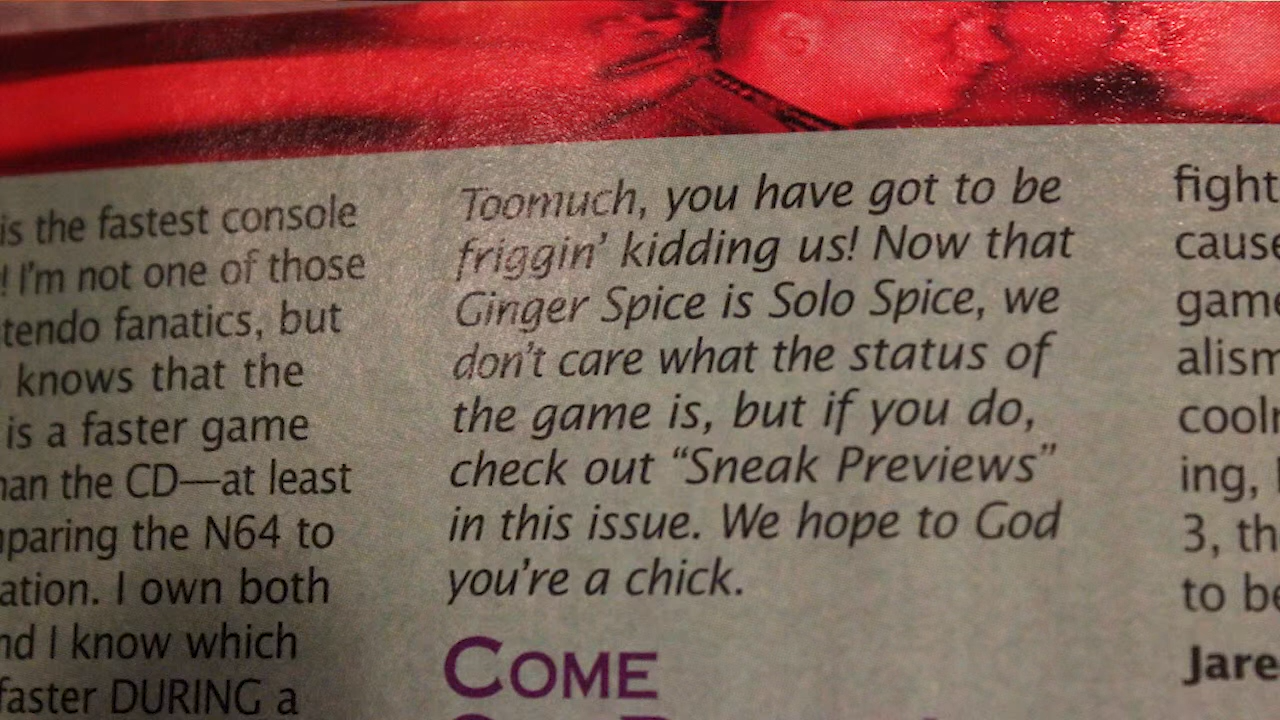 is the fastest console
! I'm not one of those
tendo fanatics, but
knows that the
is a faster game
han the CD—at least
paring the N64 to
ation. I own both
nd I know which
faster DURING a
Toomuch, you have got to be
friggin' kidding us! Now that
Ginger Spice is Solo Spice, we
don't care what the status of
the game is, but if you do,
check out “Sneak Previews”
in this issue. We hope to God
you're a chick.
COME
fight
cause
game
alism
cooln
ing,
3, th
to be
Jare